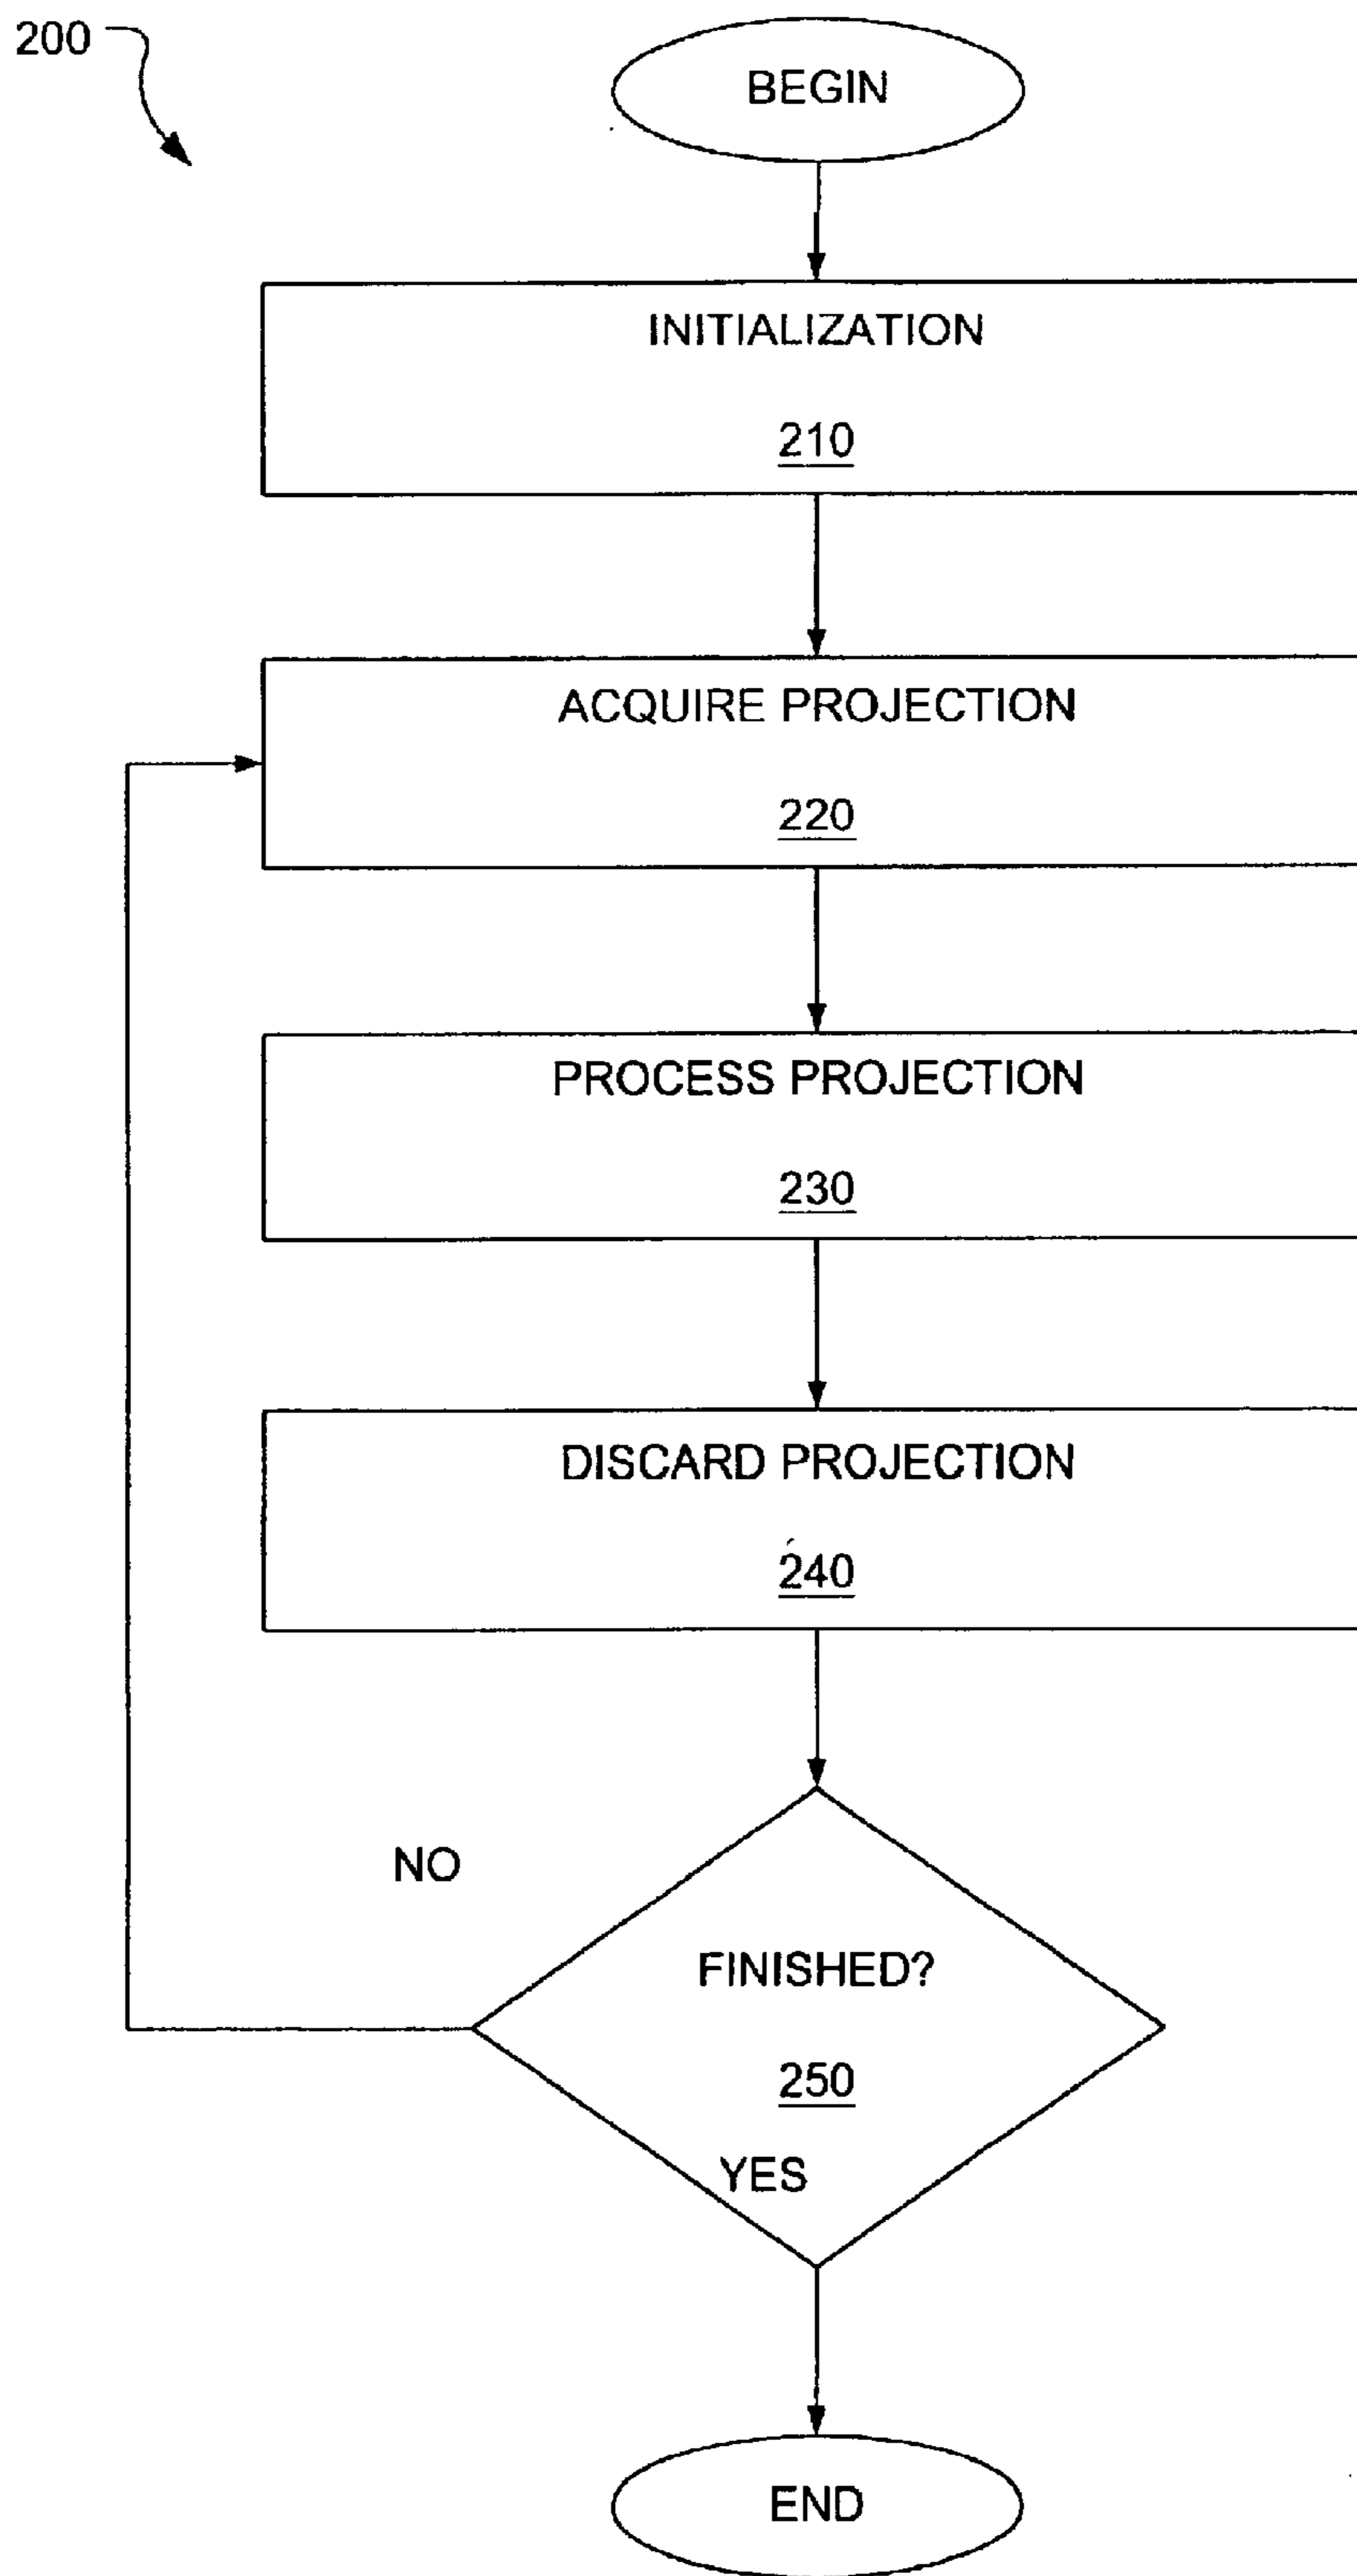 200
BEGIN
INITIALIZATION
210
ACQUIRE PROJECTION
220
PROCESS PROJECTION
230
DISCARD PROJECTION
240
NO
FINISHED?
250
YES
END